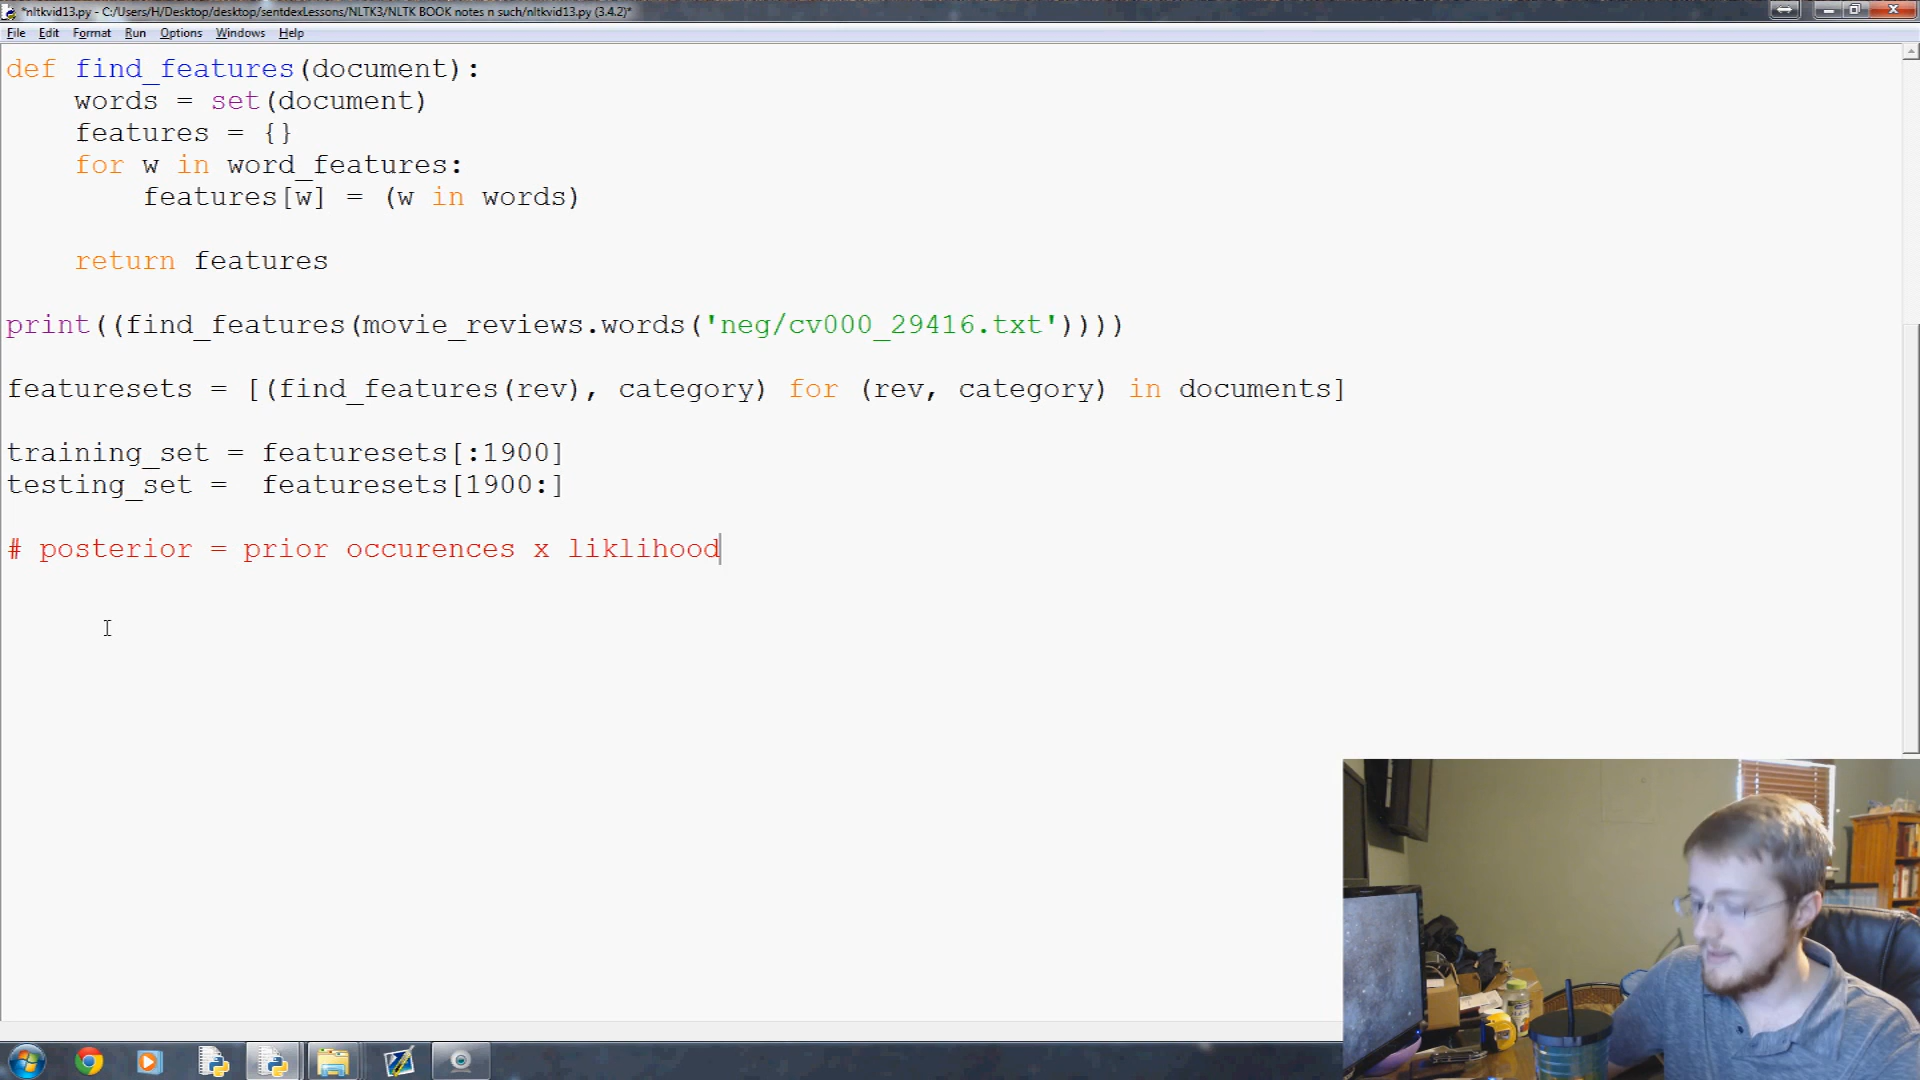 *nltkvid13.py - C:/Users/H/Desktop/desktop/sentdexLessons/NLTK3/NLTK BOOK notes n such/nltkvid13.py (3.4.2)*
File Edit Format Run Options Windows Help
def find_features(document):
    words = set(document)
    features = {}
    for w in word_features:
        features[w] = (w in words)
    return features
print((find_features(movie_reviews.words('neg/cv000_29416.txt'))))
featuresets = [(find_features(rev), category) for (rev, category) in documents]
training_set = featuresets[:1900]
testing_set =  featuresets[1900:]
# posterior = prior occurences x liklihood